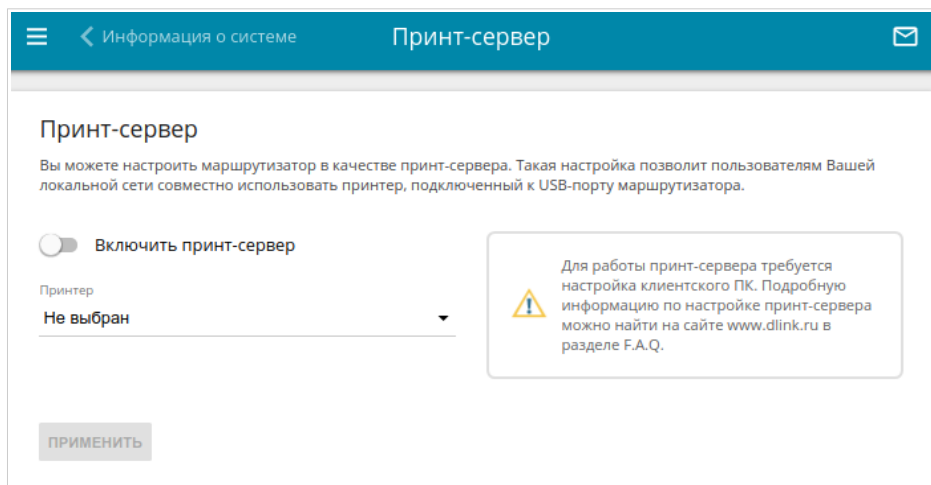 Информация о системе
Принт-сервер
Принт-сервер
Вы можете настроить маршрутизатор в качестве принт-сервера. Такая настройка позволит пользователям Вашей
локальной сети совместно использовать принтер, подключенный к USB-порту маршрутизатора.
Включить принт-сервер
Принтер
Не выбран
Для работы принт-сервера требуется
настройка клиентского ПК. Подробную
информацию по настройке принт-сервера
можно найти на сайте www.dlink.ru в
разделе F.A.Q.
ПРИМЕНИТЬ